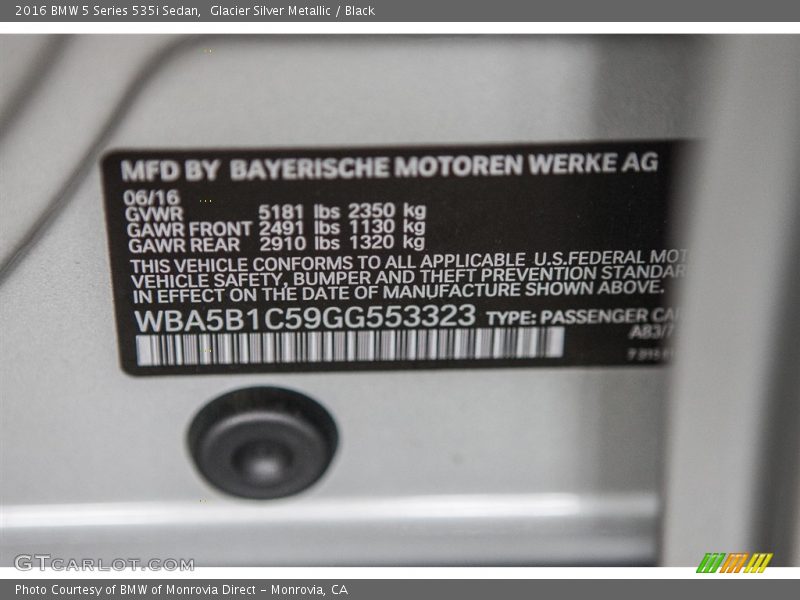 2016 BMW 5 Series 535i Sedan,  Glacier Silver Metallic / Black
MFD BY BAYERISCHE MOTOREN WERKE AG
06/16
GVWR 5181 lbs 2350 kg
GAWR FRONT 2491 lbs 1130 kg
GAWR REAR 2910 lbs 1320 kg
THIS VEHICLE CONFORMS TO ALL APPLICABLE U.S.FEDERAL MOT
VEHICLE SAFETY, BUMPER AND THEFT PREVENTION STANDAR
IN EFFECT ON THE DATE OF MANUFACTURE SHOWN ABOVE.
WBA5B1C59GG553323 TYPE: PASSENGER CA
A83/7
GTCARLOT.COM
Photo Courtesy of BMW of Monrovia Direct - Monrovia, CA